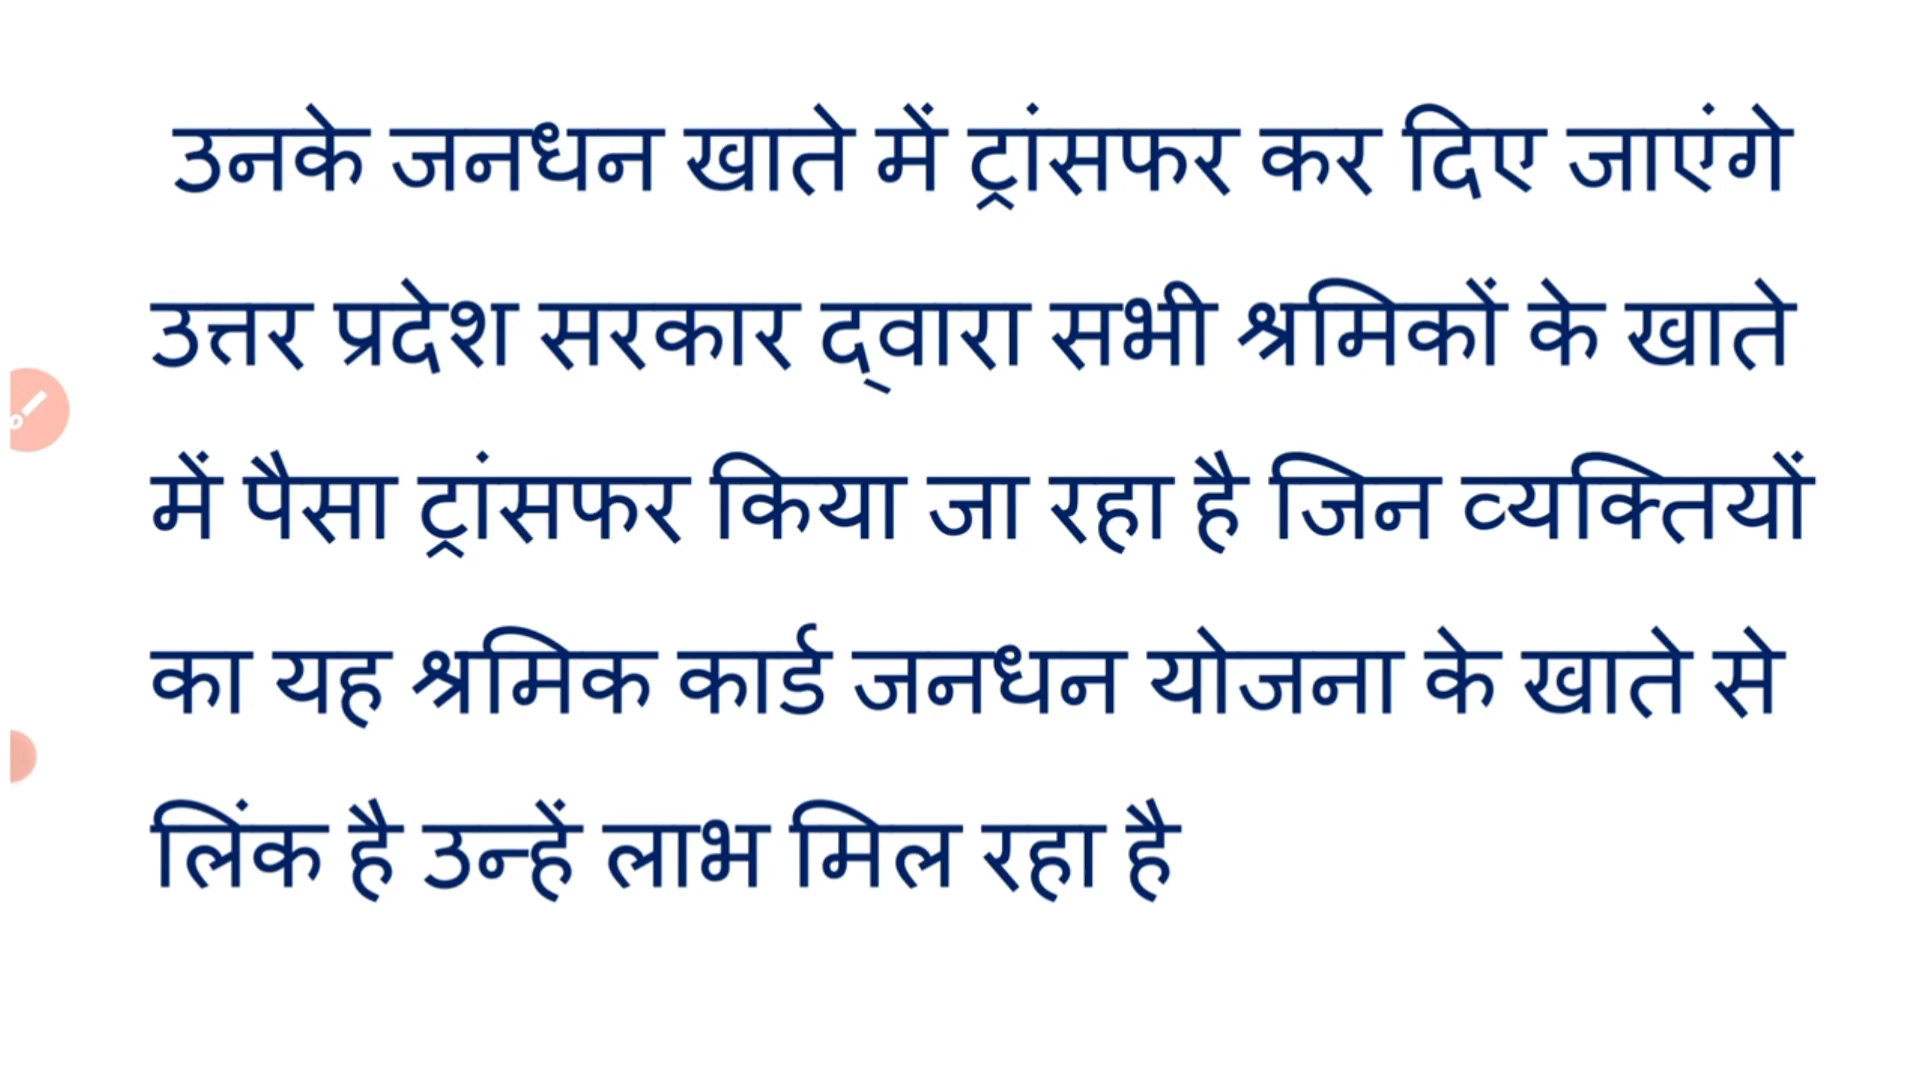 उनके जनधन खाते में ट्रांसफर कर दिए जाएंगे
उत्तर प्रदेश सरकार द्वारा सभी श्रमिकों के खाते
में पैसा ट्रांसफर किया जा रहा है जिन व्यक्तियों
का यह श्रमिक कार्ड जनधन योजना के खाते से
लिंक है उन्हें लाभ मिल रहा है